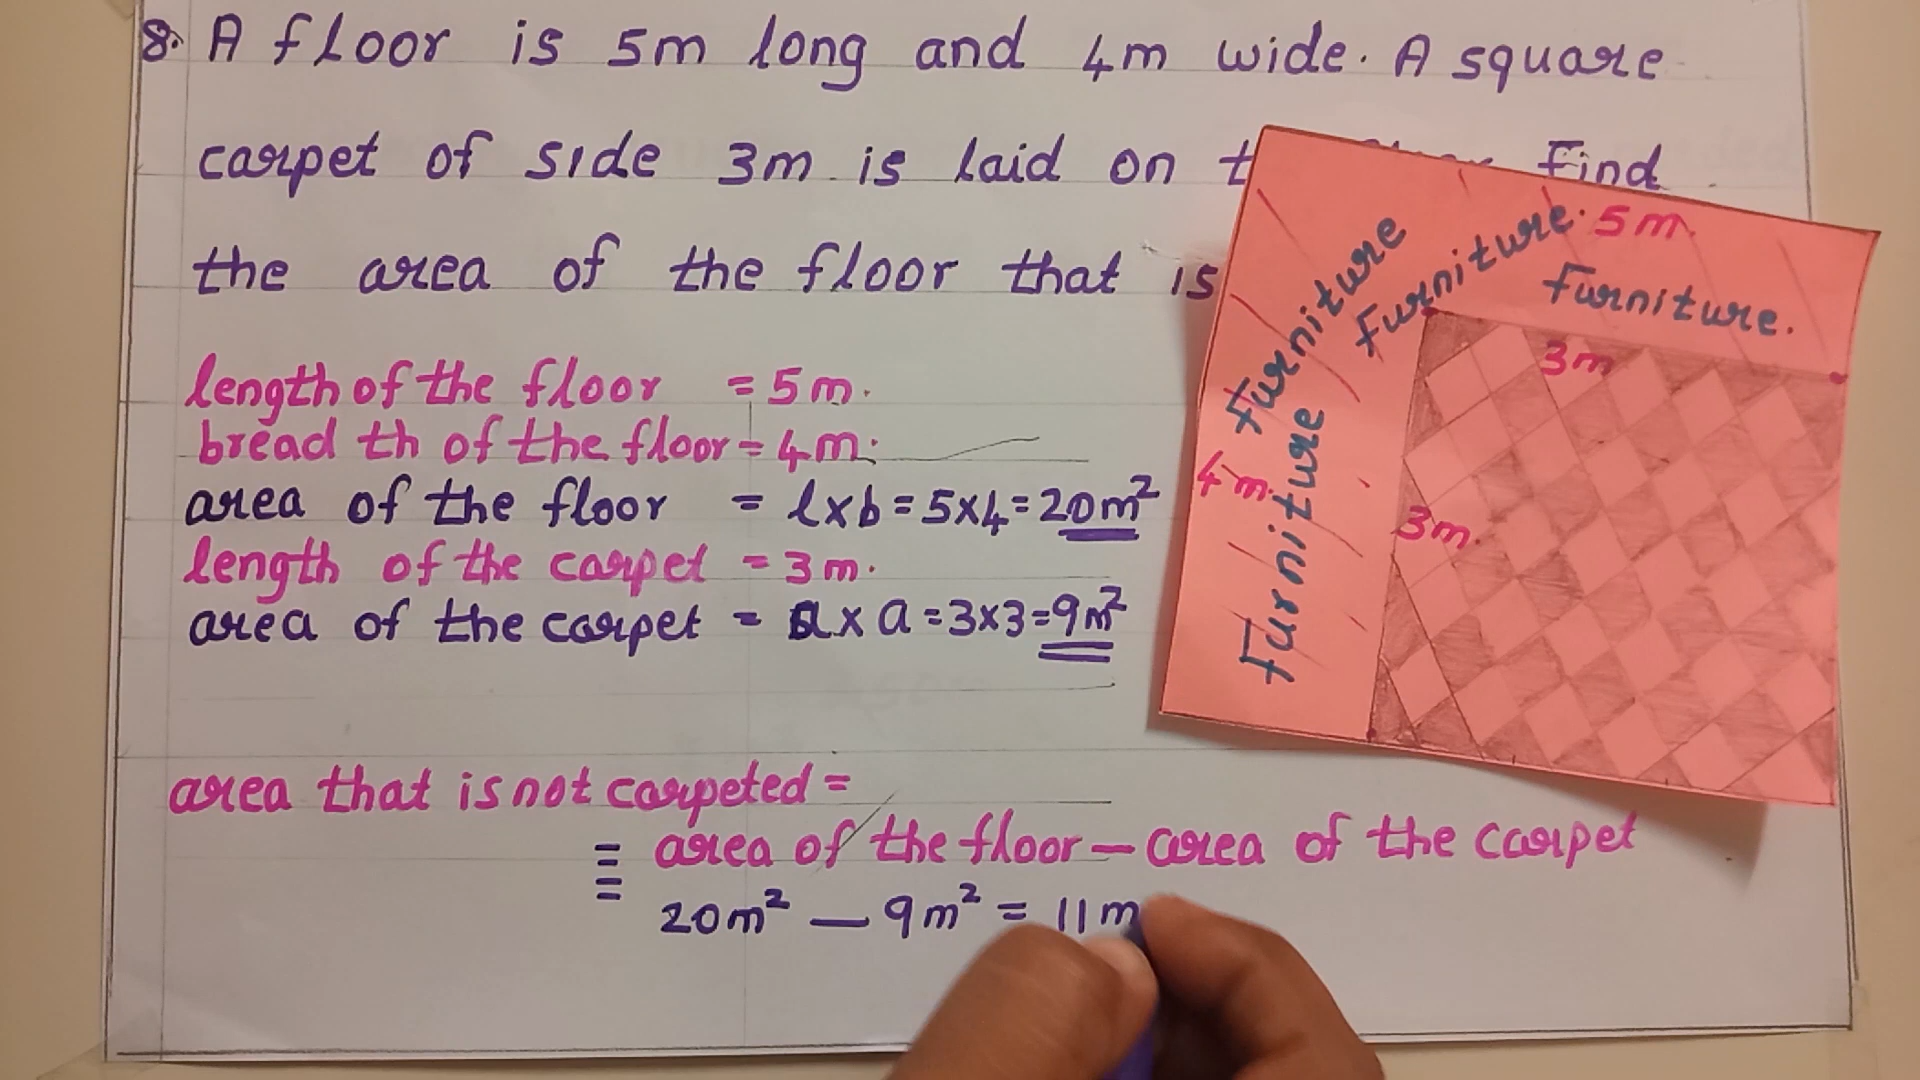 8. A floor is 5m long and 4m wide. A square
carpet of side 3m is laid on Find
the area of the floor that is
length of the floor = 5m.
breadth of the floor = 4m.
area of the floor = l×b = 5×4 = 20m²
length of the carpet = 3m.
area of the carpet = a×a = 3×3 = 9m²
area that is not carpeted =
= area of the floor — area of the carpet
= 20m² — 9m² = 11m
5m.
Furniture
Furniture.
Furniture.
Furniture
4m.
3m
3m.